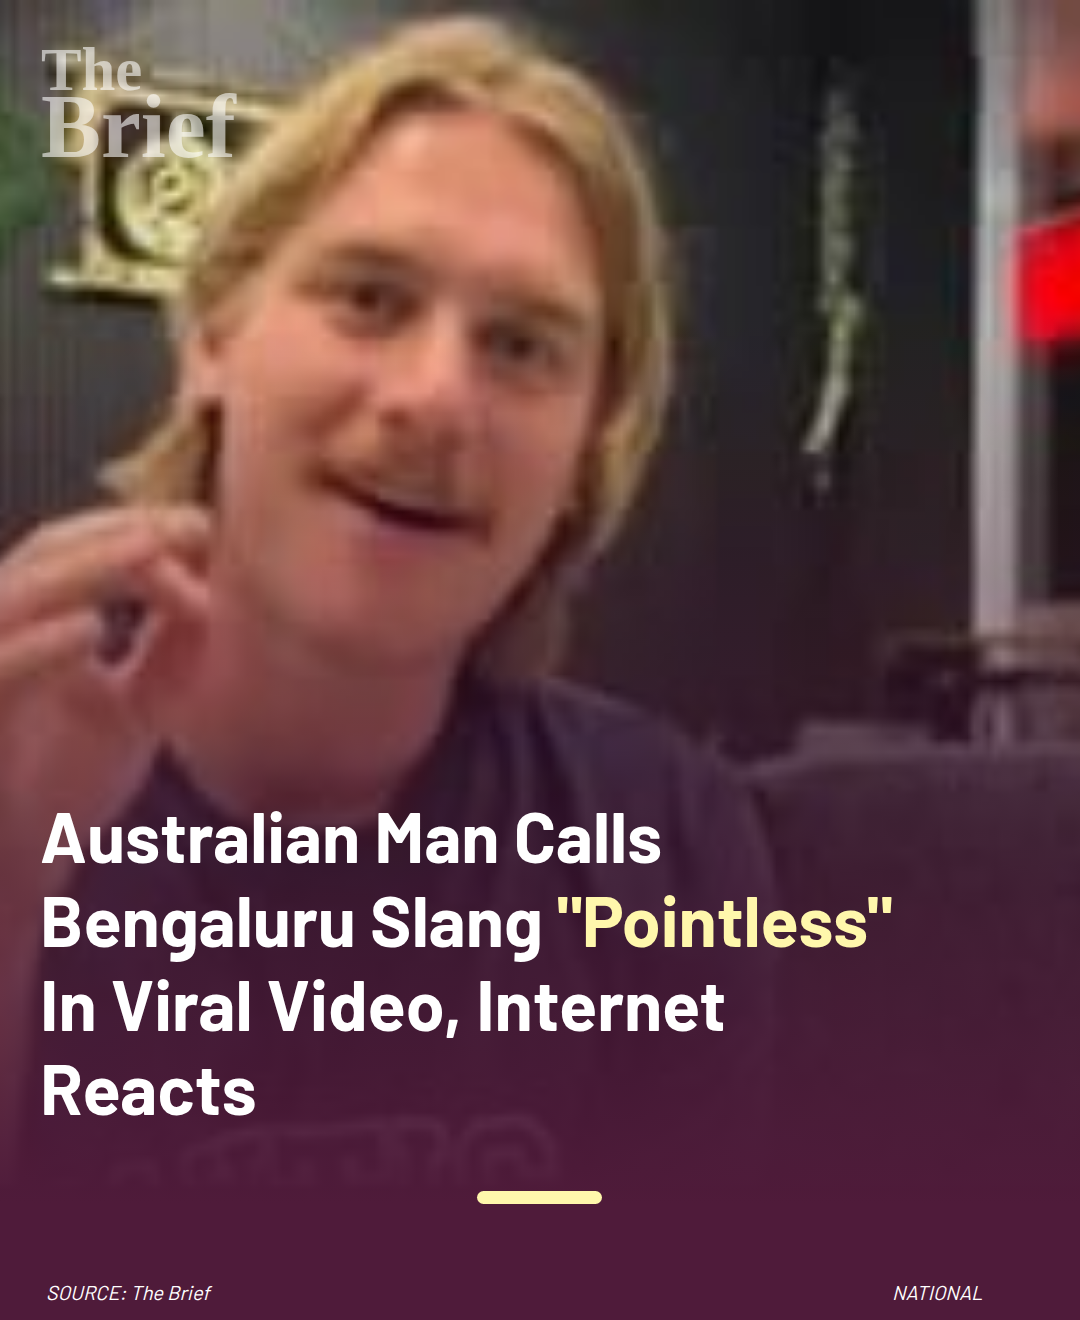 The
Brief
Australian Man Calls
Bengaluru Slang "Pointless"
In Viral Video, Internet
Reacts
SOURCE: The Brief
NATIONAL